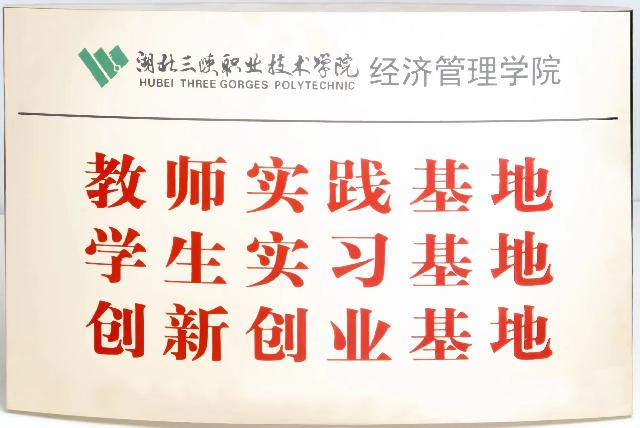 湖北三峡职业技术学院 经济管理学院
HUBEI THREE GORGES POLYTECHNIC
教师实践基地
学生实习基地
创新创业基地